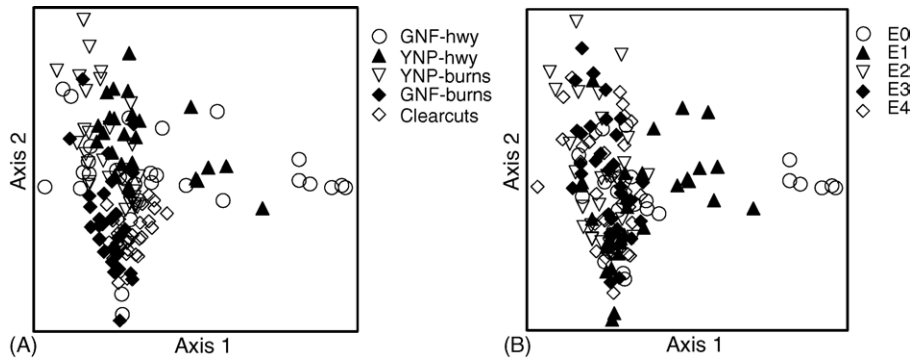 GNF-hwy
YNP-hwy
YNP-burns
GNF-burns
Clearcuts
Axis 2
Axis 1
(A)
E0
E1
E2
E3
E4
Axis 2
Axis 1
(B)